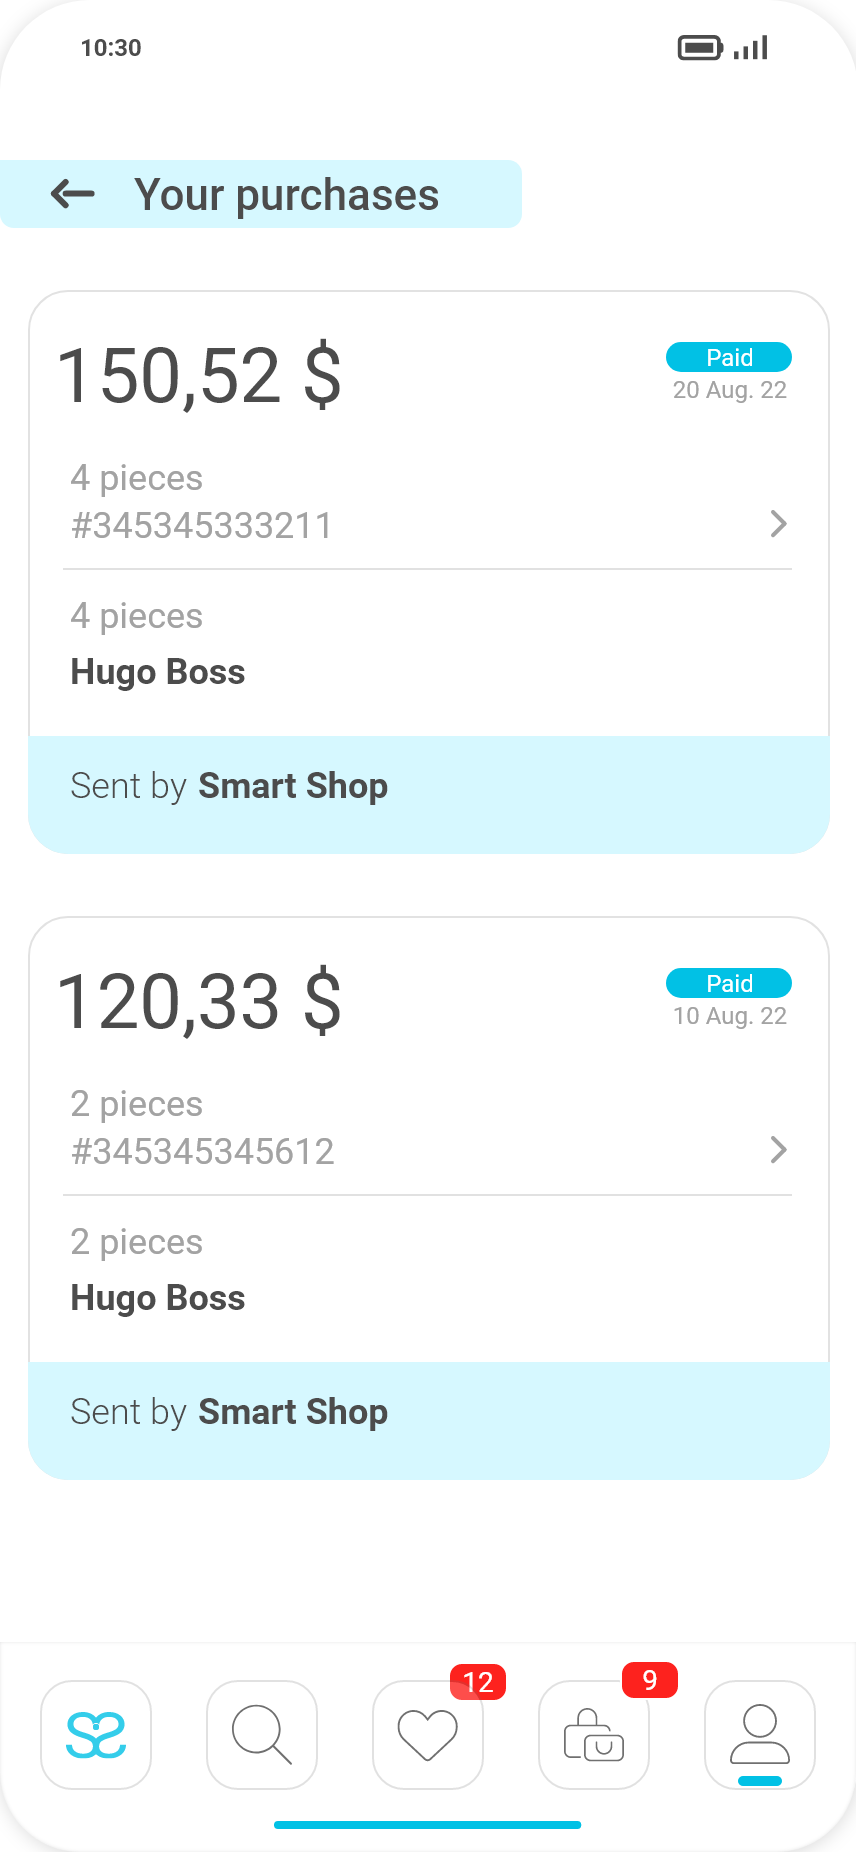 10:30
Your purchases
150,52 $
Paid
20 Aug. 22
4 pieces
#345345333211
4 pieces
Hugo Boss
Sent by Smart Shop
120,33 $
Paid
10 Aug. 22
2 pieces
#345345345612
2 pieces
Hugo Boss
Sent by Smart Shop
12
9